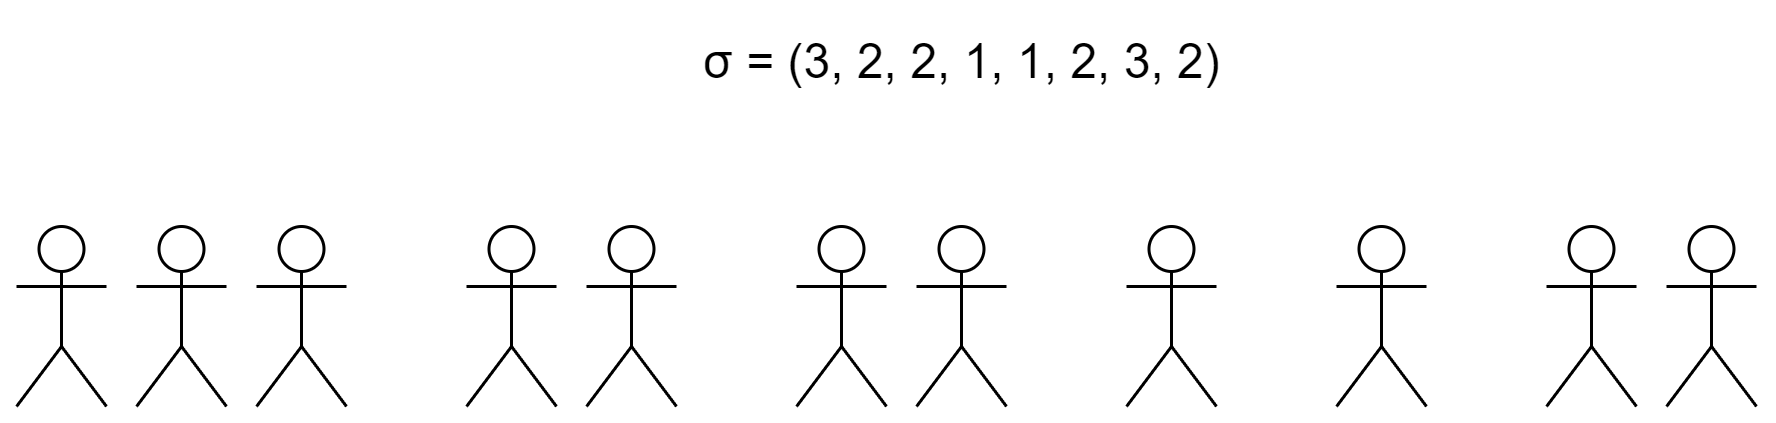 σ = (3, 2, 2, 1, 1, 2, 3, 2)